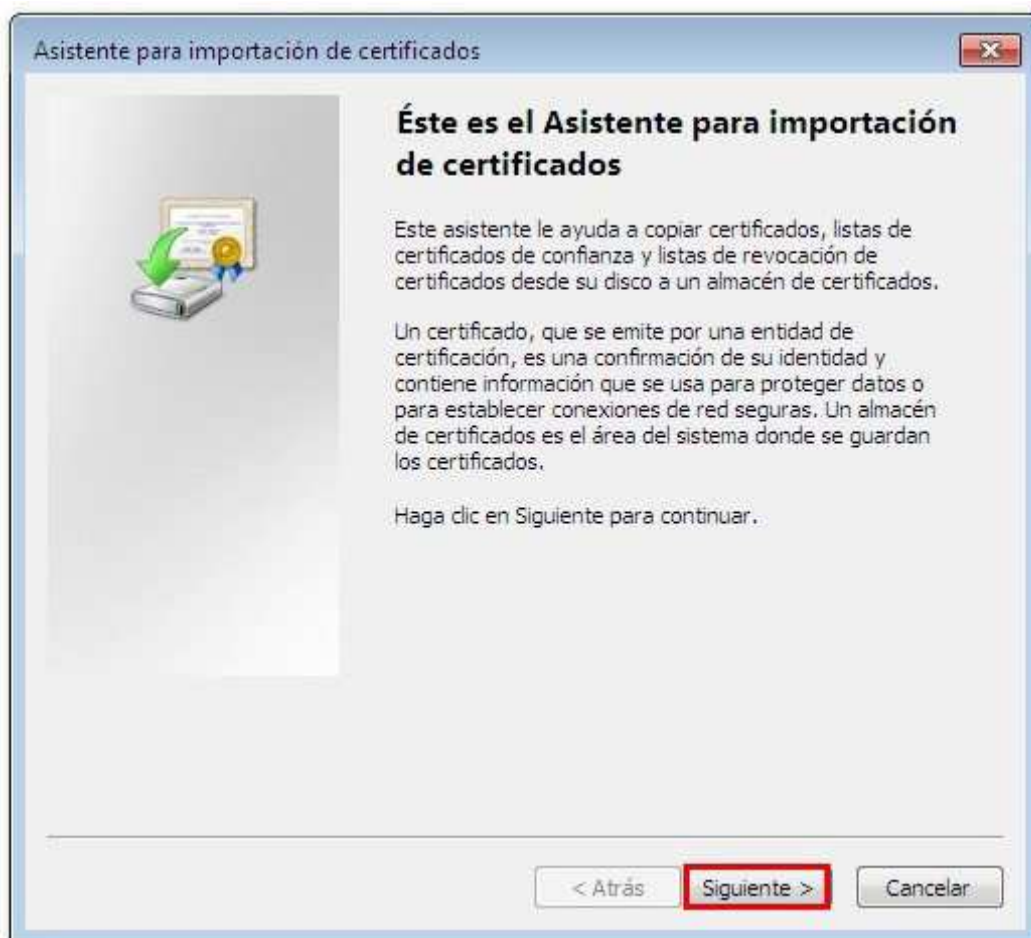 Asistente para importación de certificados
Éste es el Asistente para importación
de certificados
Este asistente le ayuda a copiar certificados, listas de
certificados de confianza y listas de revocación de
certificados desde su disco a un almacén de certificados.
Un certificado, que se emite por una entidad de
certificación, es una confirmación de su identidad y
contiene información que se usa para proteger datos o
para establecer conexiones de red seguras. Un almacén
de certificados es el área del sistema donde se guardan
los certificados.
Haga clic en Siguiente para continuar.
< Atrás
Siguiente >
Cancelar